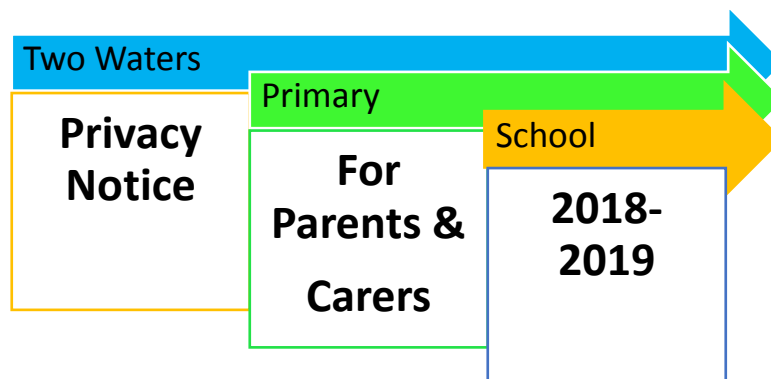 Two Waters
Privacy
Notice
Primary
For
Parents &
Carers
School
2018-
2019